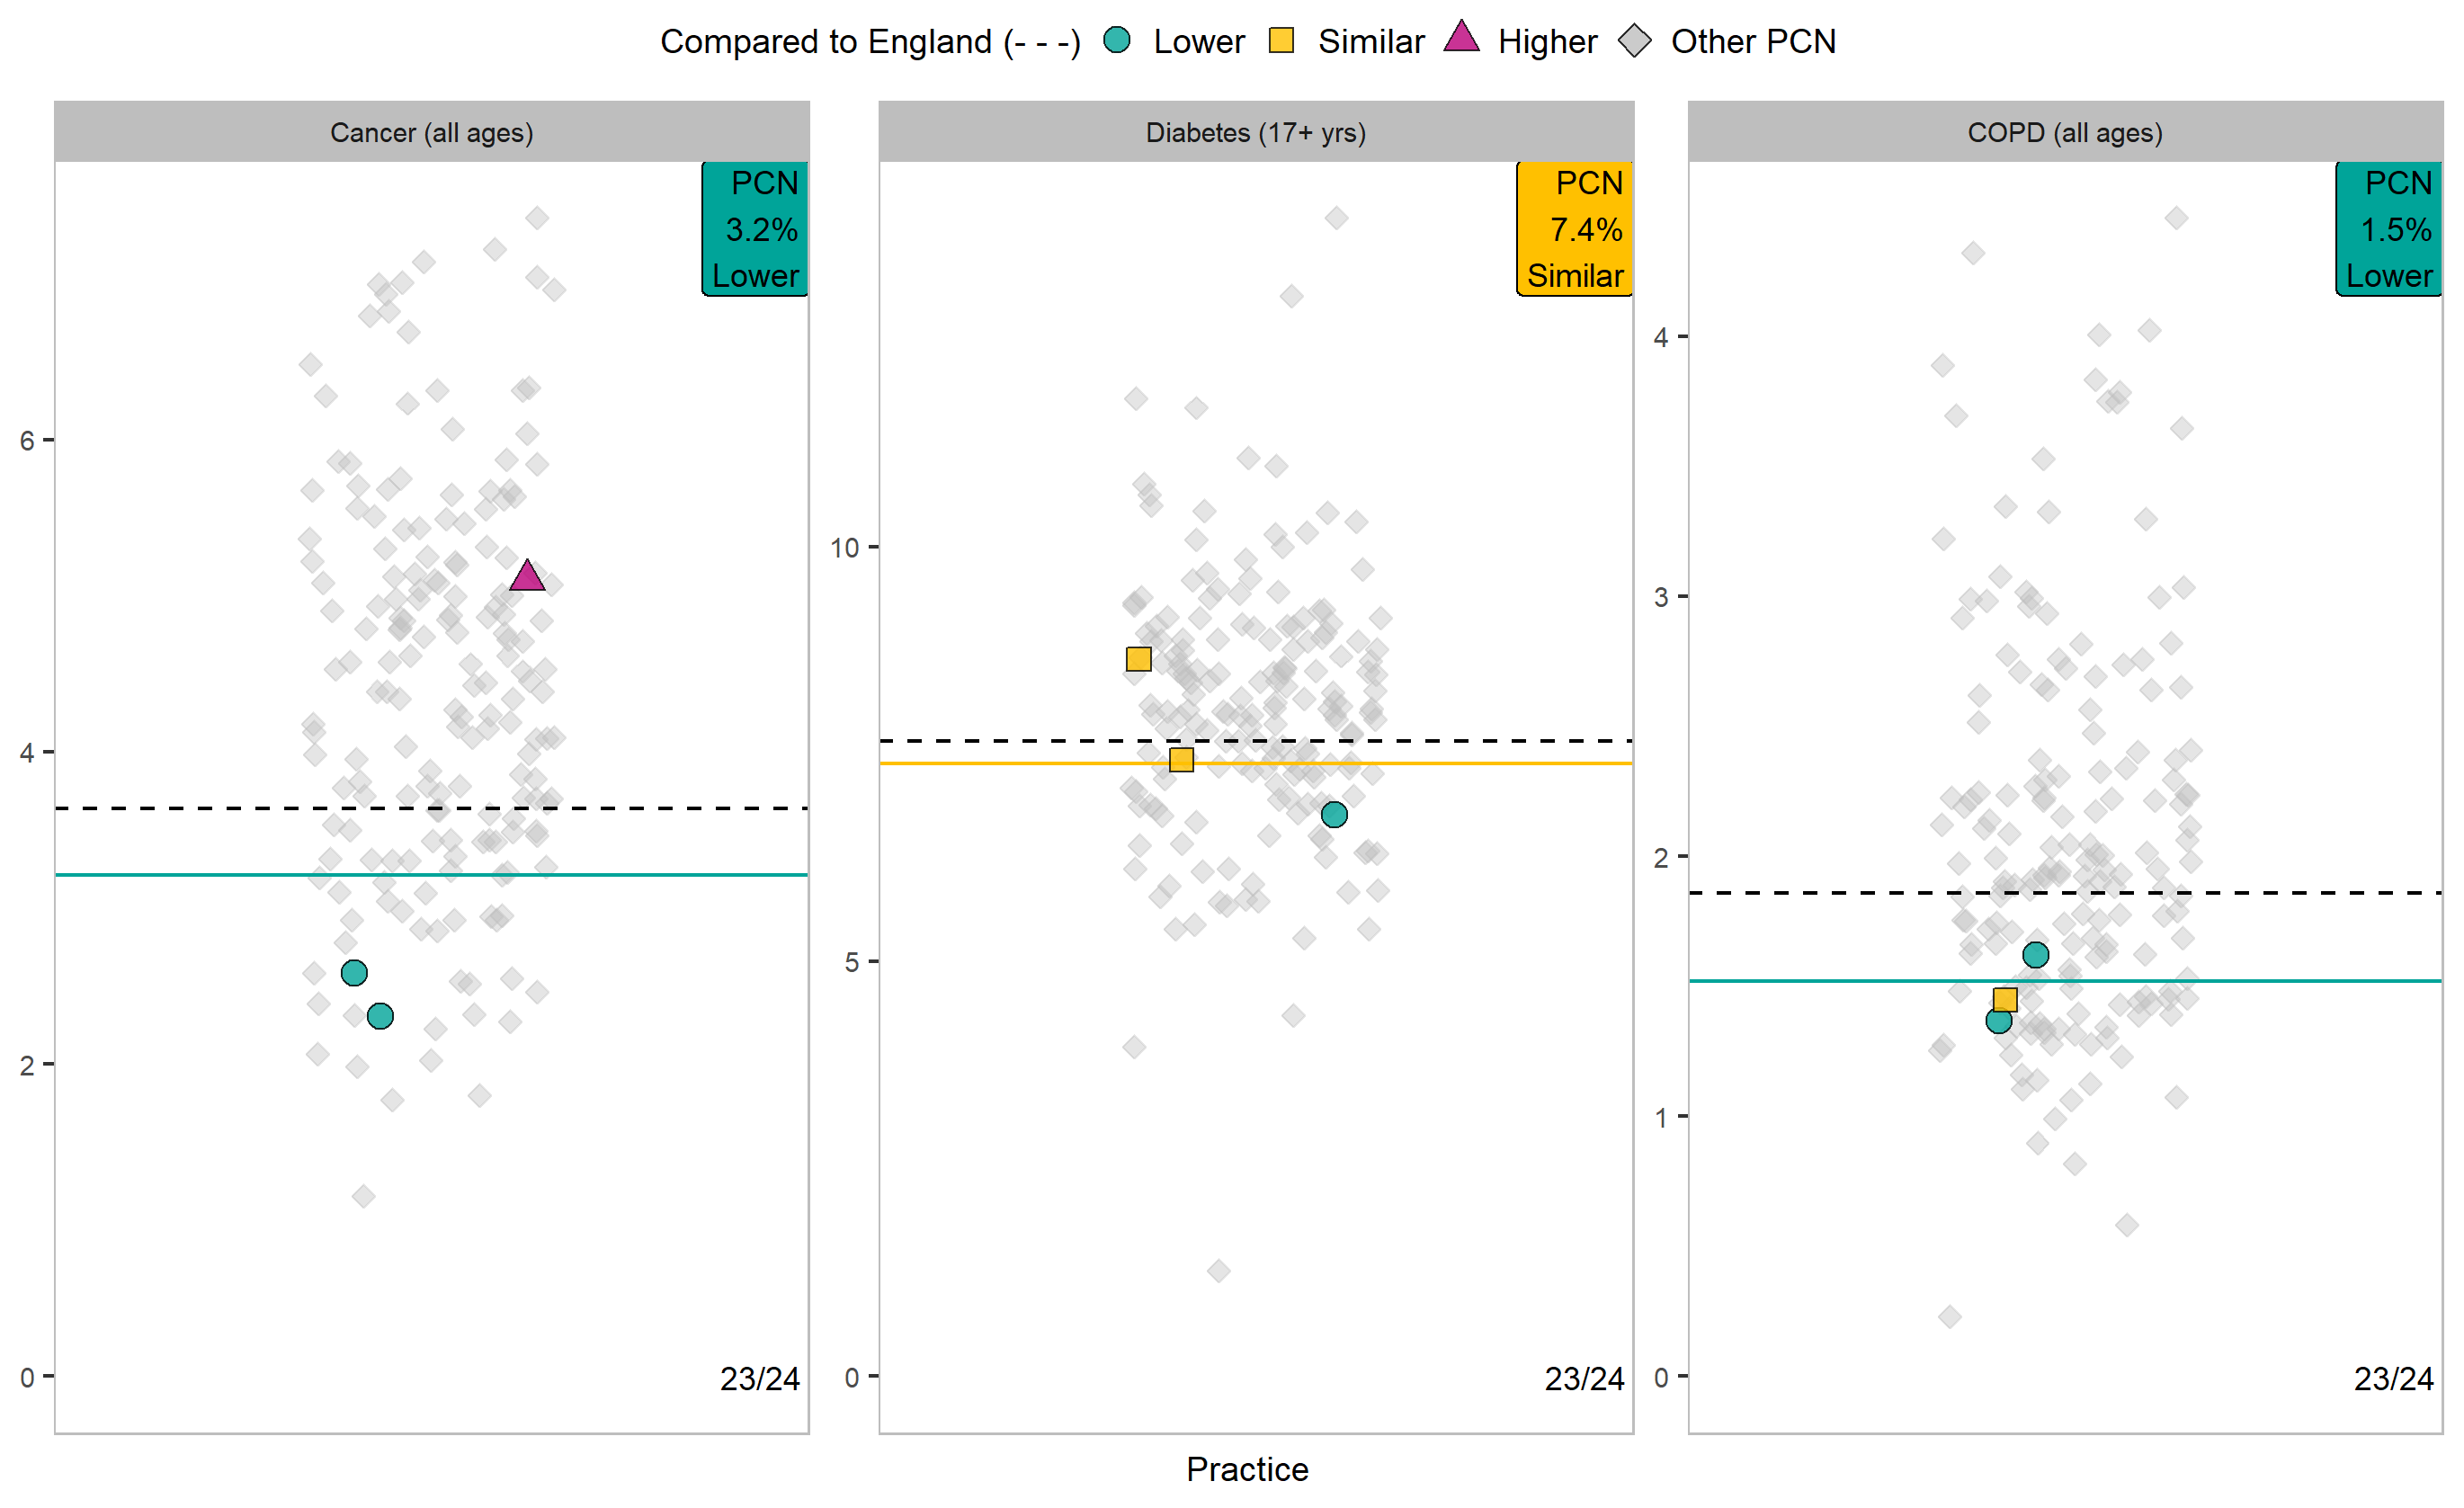 Compared to England (- - -) Lower Similar Higher Other PCN
Cancer (all ages)
PCN
3.2%
Lower
6
4
2
0
23/24
Diabetes (17+ yrs)
PCN
7.4%
Similar
10
5
0
23/24
COPD (all ages)
PCN
1.5%
Lower
4
3
2
1
0
23/24
Practice